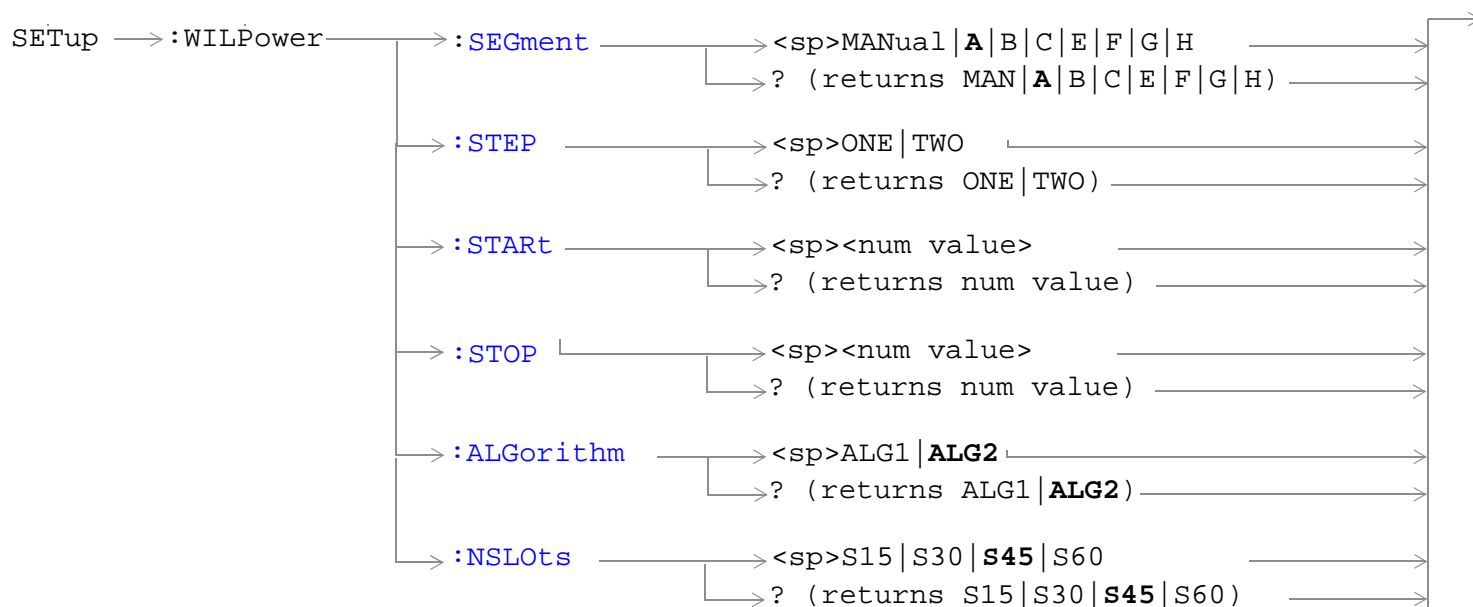 SETup :WILPower :SEGment <sp>MANual|A|B|C|E|F|G|H
? (returns MAN|A|B|C|E|F|G|H)
:STEP <sp>ONE|TWO
? (returns ONE|TWO)
:STARt <sp><num value>
? (returns num value)
:STOP <sp><num value>
? (returns num value)
:ALGorithm <sp>ALG1|ALG2
? (returns ALG1|ALG2)
:NSLOts <sp>S15|S30|S45|S60
? (returns S15|S30|S45|S60)